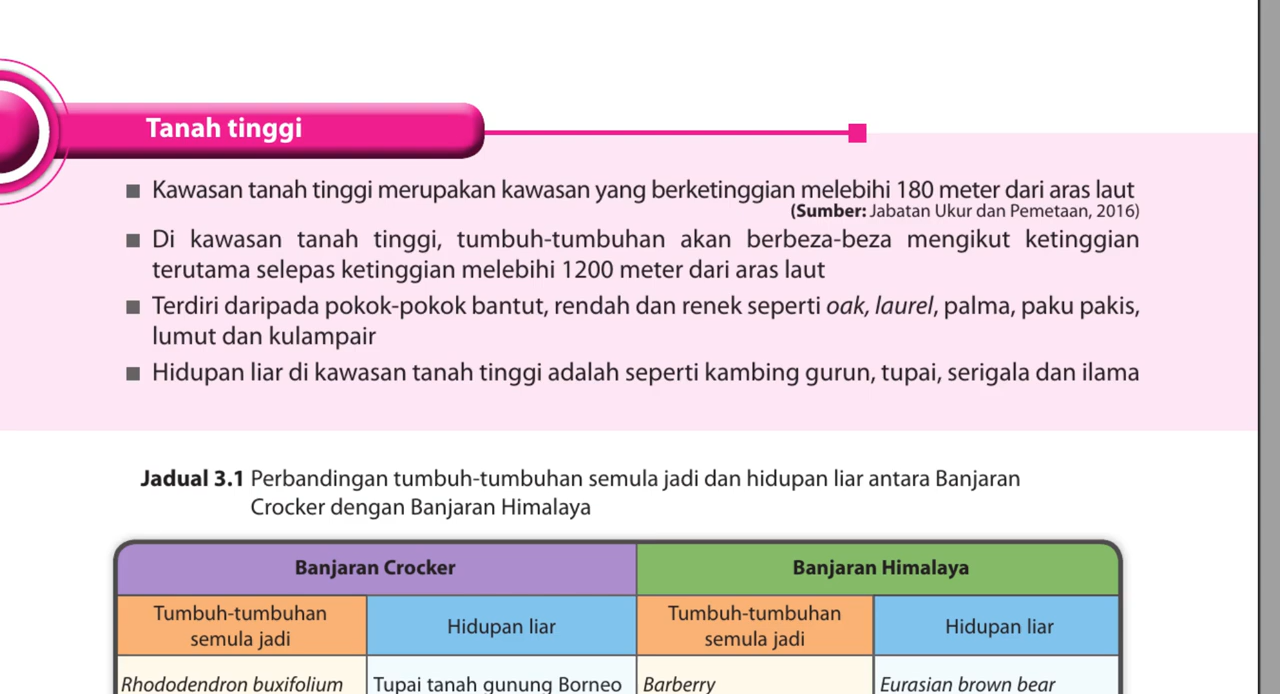 Tanah tinggi
Kawasan tanah tinggi merupakan kawasan yang berketinggian melebihi 180 meter dari aras laut
(Sumber: Jabatan Ukur dan Pemetaan, 2016)
Di kawasan tanah tinggi, tumbuh-tumbuhan akan berbeza-beza mengikut ketinggian
terutama selepas ketinggian melebihi 1200 meter dari aras laut
Terdiri daripada pokok-pokok bantut, rendah dan renek seperti oak, laurel, palma, paku pakis,
lumut dan kulampair
Hidupan liar di kawasan tanah tinggi adalah seperti kambing gurun, tupai, serigala dan ilama
Jadual 3.1 Perbandingan tumbuh-tumbuhan semula jadi dan hidupan liar antara Banjaran
Crocker dengan Banjaran Himalaya
Banjaran Crocker
Banjaran Himalaya
Tumbuh-tumbuhan
semula jadi
Hidupan liar
Tumbuh-tumbuhan
semula jadi
Hidupan liar
Rhododendron buxifolium
Tupai tanah gunung Borneo
Barberry
Eurasian brown bear